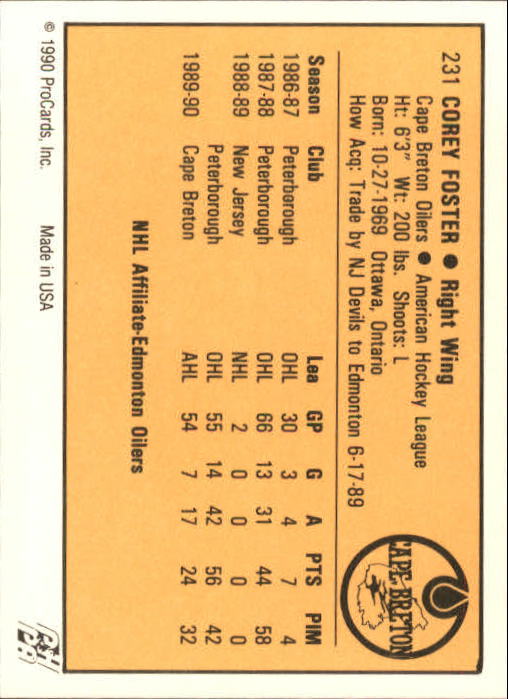 231 COREY FOSTER ● Right Wing
Cape Breton Oilers ● American Hockey League
Ht: 6'3" Wt: 200 lbs. Shoots: L
Born: 10-27-1969 Ottawa, Ontario
How Acq: Trade by NJ Devils to Edmonton 6-17-89
CAPE BRETON
Season Club Lea GP G A PTS PIM
1986-87 Peterborough OHL 30 3 4 7 4
1987-88 Peterborough OHL 66 13 31 44 58
1988-89 New Jersey NHL 2 0 0 0 0
Peterborough OHL 55 14 42 56 42
1989-90 Cape Breton AHL 54 7 17 24 32
NHL Affiliate-Edmonton Oilers
© 1990 ProCards, Inc. Made in USA